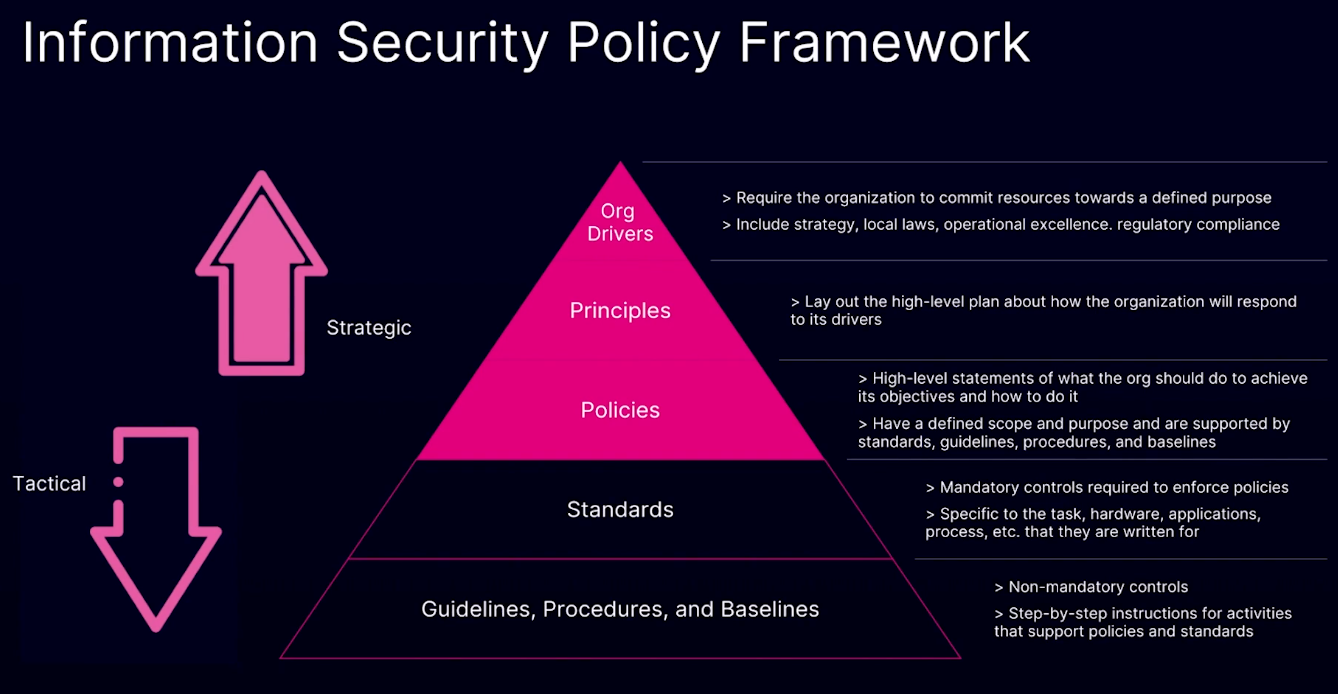 Information Security Policy Framework
Org
Drivers
> Require the organization to commit resources towards a defined purpose
> Include strategy, local laws, operational excellence. regulatory compliance
Principles
> Lay out the high-level plan about how the organization will respond
to its drivers
Strategic
Policies
> High-level statements of what the org should do to achieve
its objectives and how to do it
> Have a defined scope and purpose and are supported by
standards, guidelines, procedures, and baselines
Tactical
Standards
> Mandatory controls required to enforce policies
> Specific to the task, hardware, applications,
process, etc. that they are written for
Guidelines, Procedures, and Baselines
> Non-mandatory controls
> Step-by-step instructions for activities
that support policies and standards